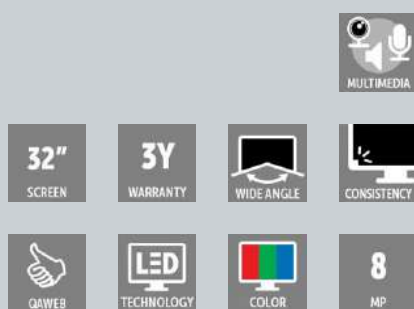 MULTIMEDIA
32" 3Y
SCREEN WARRANTY WIDE ANGLE CONSISTENCY
LED 8
QAWEB TECHNOLOGY COLOR MP